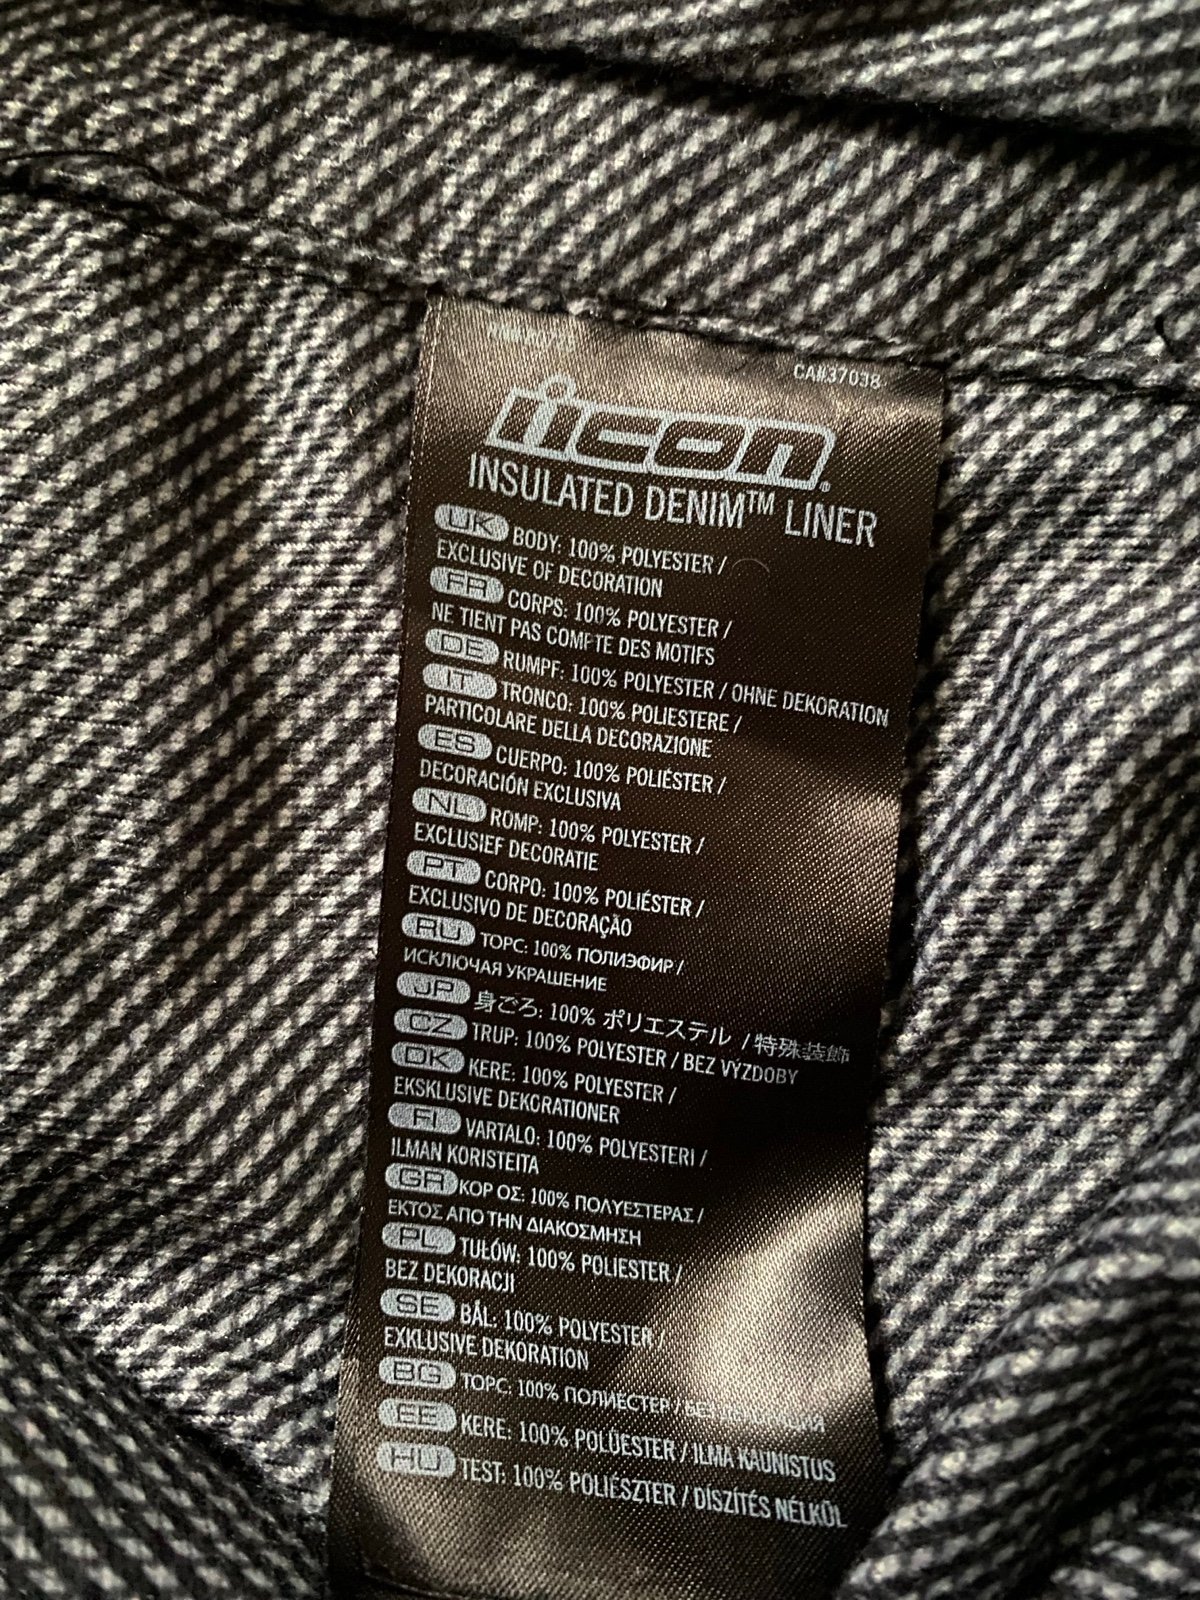 CA#37038
icon
INSULATED DENIM™ LINER
UK BODY: 100% POLYESTER /
EXCLUSIVE OF DECORATION
FR CORPS: 100% POLYESTER /
NE TIENT PAS COMPTE DES MOTIFS
DE RUMPF: 100% POLYESTER / OHNE DEKORATION
IT TRONCO: 100% POLIESTERE /
PARTICOLARE DELLA DECORAZIONE
ES CUERPO: 100% POLIÉSTER /
DECORACIÓN EXCLUSIVA
NL ROMP: 100% POLYESTER /
EXCLUSIEF DECORATIE
PT CORPO: 100% POLIÉSTER /
EXCLUSIVO DE DECORAÇÃO
RU ТОРС: 100% ПОЛИЭФИР /
ИСКЛЮЧАЯ УКРАШЕНИЕ
JP 身ごろ: 100% ポリエステル / 特殊装飾
CZ TRUP: 100% POLYESTER / BEZ VÝZDOBY
DK KERE: 100% POLYESTER /
EKSKLUSIVE DEKORATIONER
FI VARTALO: 100% POLYESTERI /
ILMAN KORISTEITA
GR ΚΟΡ ΟΣ: 100% ΠΟΛΥΕΣΤΕΡΑΣ /
ΕΚΤΟΣ ΑΠΟ ΤΗΝ ΔΙΑΚΟΣΜΗΣΗ
PL TUŁÓW: 100% POLIESTER /
BEZ DEKORACJI
SE BÅL: 100% POLYESTER /
EXKLUSIVE DEKORATION
BG ТОРС: 100% ПОЛИЕСТЕР / БЕЗ
EE KERE: 100% POLÜESTER / ILMA KAUNISTUS
HU TEST: 100% POLIÉSZTER / DÍSZÍTÉS NÉLKÜL